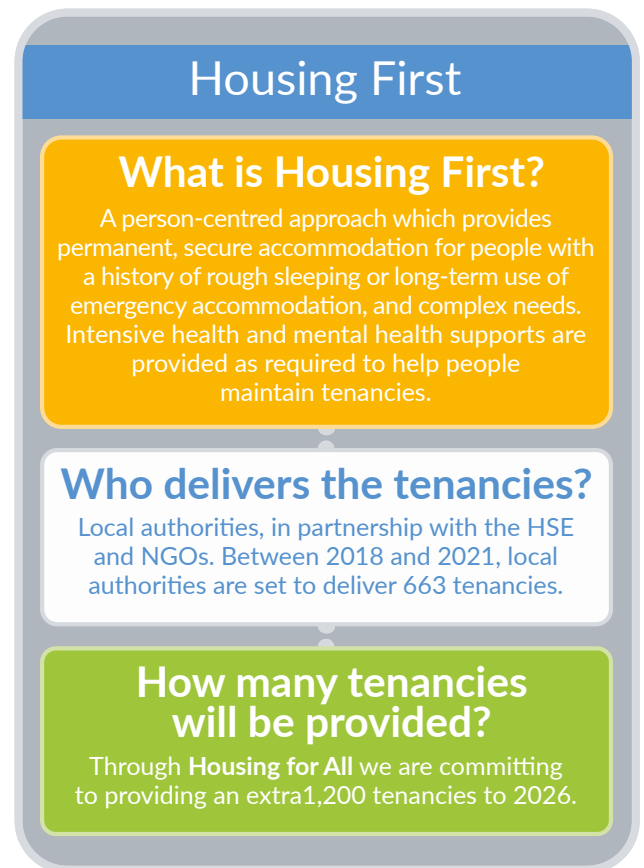 Housing First
What is Housing First?
A person-centred approach which provides
permanent, secure accommodation for people with
a history of rough sleeping or long-term use of
emergency accommodation, and complex needs.
Intensive health and mental health supports are
provided as required to help people
maintain tenancies.
Who delivers the tenancies?
Local authorities, in partnership with the HSE
and NGOs. Between 2018 and 2021, local
authorities are set to deliver 663 tenancies.
How many tenancies
will be provided?
Through Housing for All we are committing
to providing an extra1,200 tenancies to 2026.